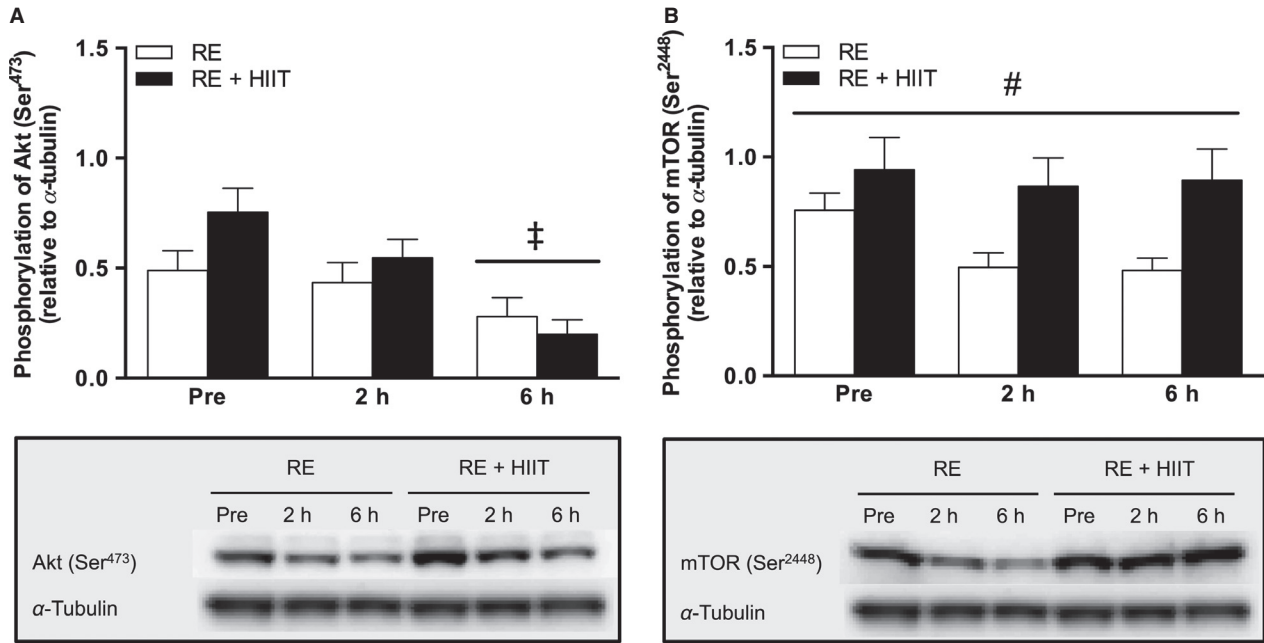 A
Phosphorylation of Akt (Ser⁴⁷³)
(relative to α-tubulin)
1.5
1.0
0.5
0.0
RE
RE + HIIT
‡
Pre 2 h 6 h
RE RE + HIIT
Pre 2 h 6 h Pre 2 h 6 h
Akt (Ser⁴⁷³)
α-Tubulin
B
Phosphorylation of mTOR (Ser²⁴⁴⁸)
(relative to α-tubulin)
1.5
1.0
0.5
0.0
RE
RE + HIIT
#
Pre 2 h 6 h
RE RE + HIIT
Pre 2 h 6 h Pre 2 h 6 h
mTOR (Ser²⁴⁴⁸)
α-Tubulin